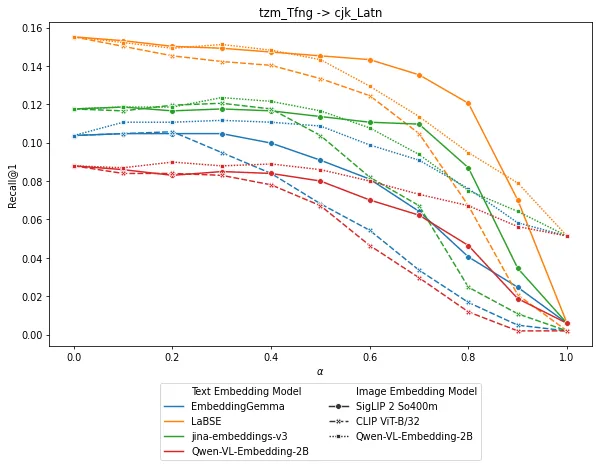 tzm_Tfng -> cjk_Latn
0.16
0.14
0.12
0.10
0.08
0.06
0.04
0.02
0.00
Recall@1
0.0 0.2 0.4 0.6 0.8 1.0
α
Text Embedding Model
EmbeddingGemma
LaBSE
jina-embeddings-v3
Qwen-VL-Embedding-2B
Image Embedding Model
SigLIP 2 So400m
CLIP ViT-B/32
Qwen-VL-Embedding-2B